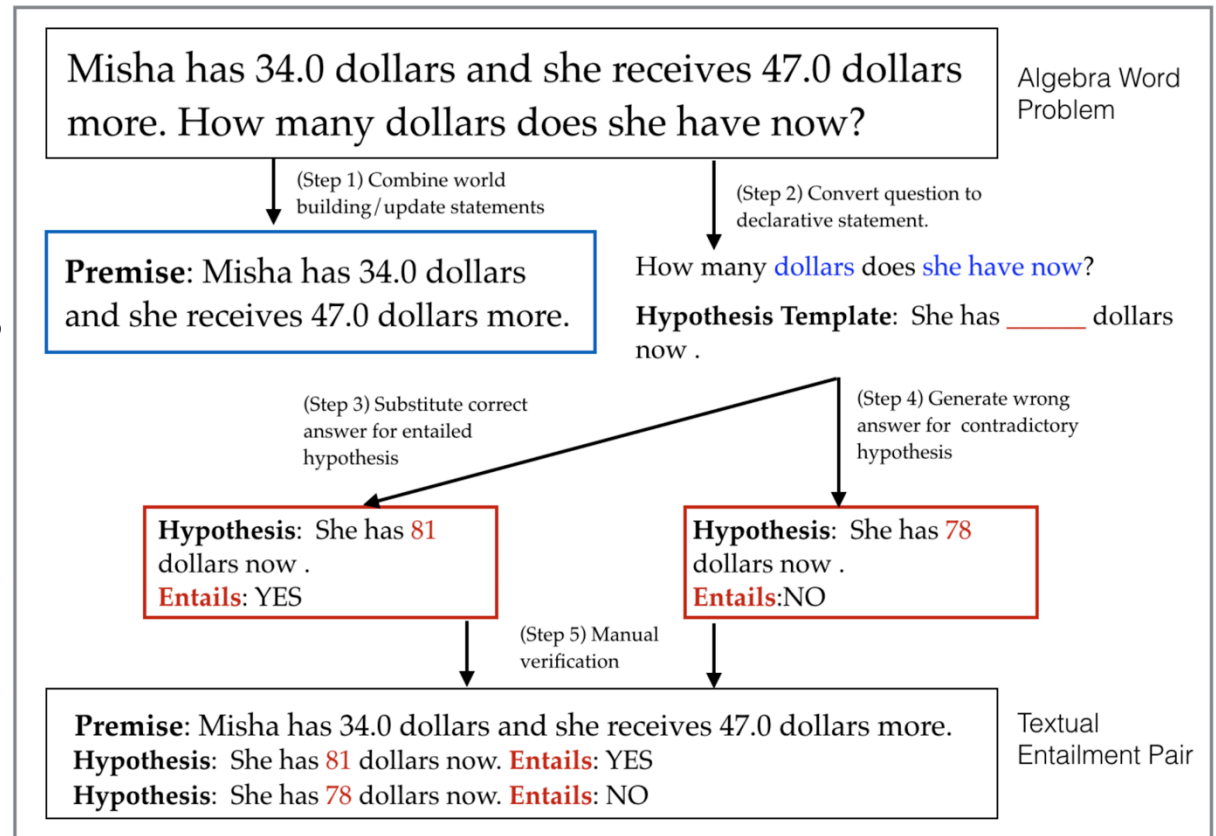 Misha has 34.0 dollars and she receives 47.0 dollars
more. How many dollars does she have now?
Algebra Word
Problem
(Step 1) Combine world
building/update statements
(Step 2) Convert question to
declarative statement.
Premise: Misha has 34.0 dollars
and she receives 47.0 dollars more.
How many dollars does she have now?
Hypothesis Template: She has ______ dollars
now .
(Step 3) Substitute correct
answer for entailed
hypothesis
(Step 4) Generate wrong
answer for contradictory
hypothesis
Hypothesis: She has 81
dollars now .
Entails: YES
Hypothesis: She has 78
dollars now .
Entails:NO
(Step 5) Manual
verification
Premise: Misha has 34.0 dollars and she receives 47.0 dollars more.
Hypothesis: She has 81 dollars now. Entails: YES
Hypothesis: She has 78 dollars now. Entails: NO
Textual
Entailment Pair